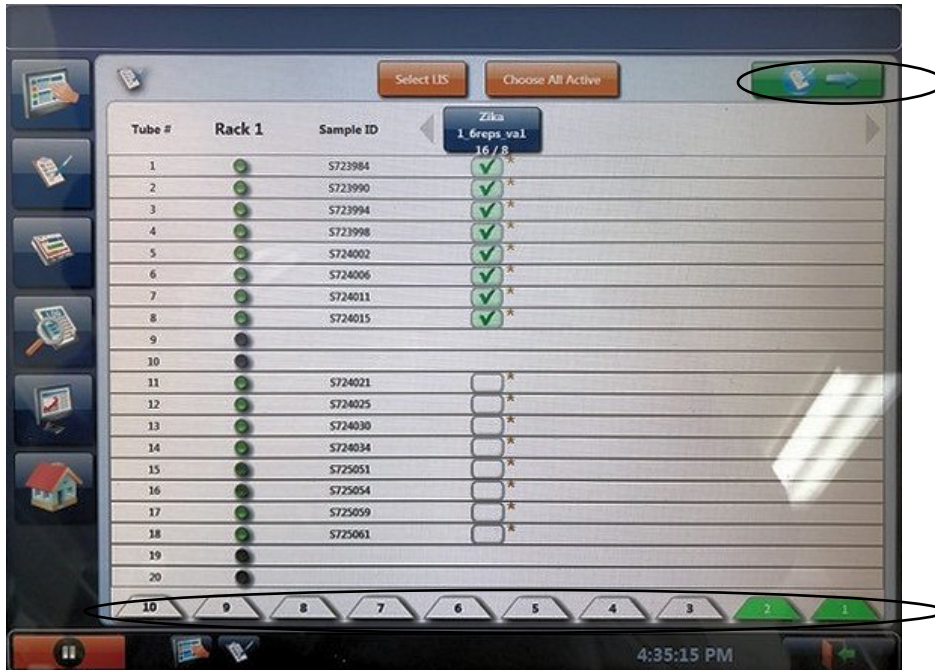 Select LIS Choose All Active
Tube # Rack 1 Sample ID Zika
1_6reps_va1
16 / 8
1 S723984 *
2 S723990 *
3 S723994 *
4 S723998 *
5 S724002 *
6 S724006 *
7 S724011 *
8 S724015 *
9
10
11 S724021 *
12 S724025 *
13 S724030 *
14 S724034 *
15 S725051 *
16 S725054 *
17 S725059 *
18 S725061 *
19
20
10 9 8 7 6 5 4 3 2 1
4:35:15 PM